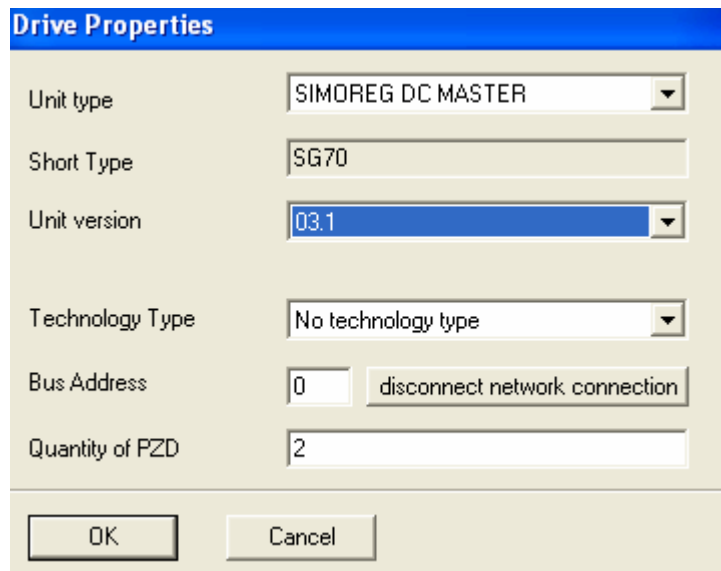 Drive Properties
Unit type SIMOREG DC MASTER
Short Type SG70
Unit version 03.1
Technology Type No technology type
Bus Address 0 disconnect network connection
Quantity of PZD 2
OK Cancel